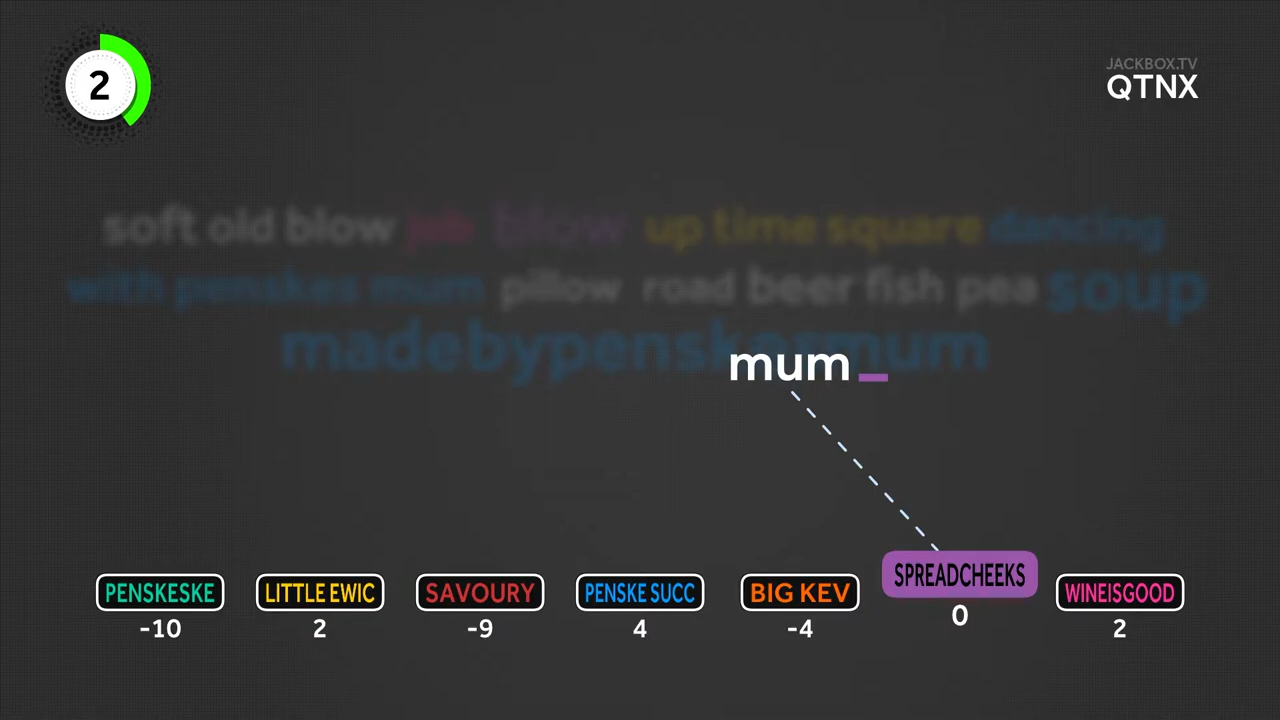 2
JACKBOX.TV
QTNX
soft old blow job blow up time square dancing
with penskes mum pillow road beer fish pea soup
madebypenskesmum
mum _
PENSKESKE LITTLE EWIC SAVOURY PENSKE SUCC BIG KEV SPREADCHEEKS WINEISGOOD
-10 2 -9 4 -4 0 2